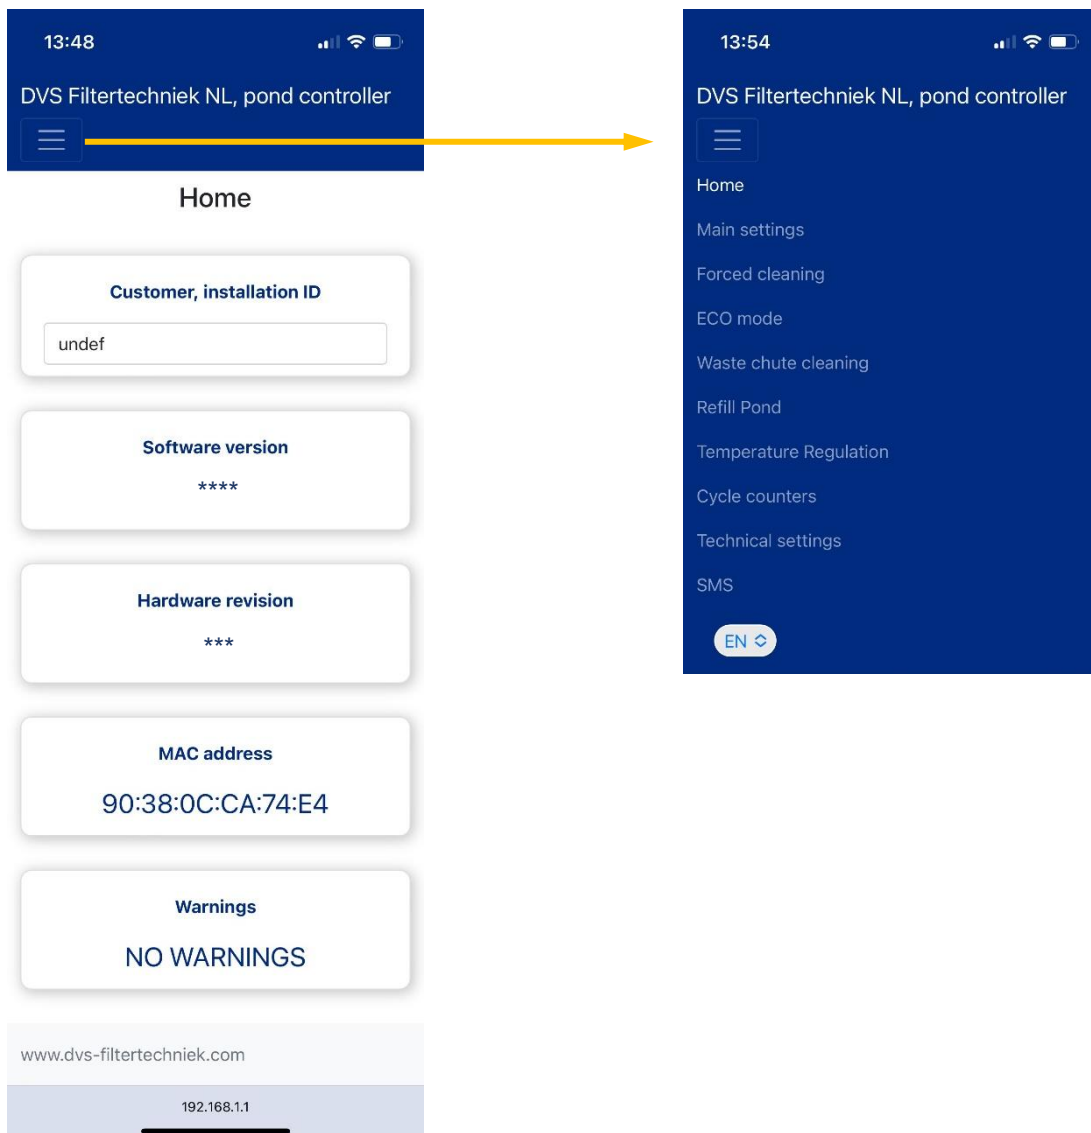 13:48
DVS Filtertechniek NL, pond controller
Home
Customer, installation ID
undef
Software version
****
Hardware revision
***
MAC address
90:38:0C:CA:74:E4
Warnings
NO WARNINGS
www.dvs-filtertechniek.com
192.168.1.1
13:54
DVS Filtertechniek NL, pond controller
Home
Main settings
Forced cleaning
ECO mode
Waste chute cleaning
Refill Pond
Temperature Regulation
Cycle counters
Technical settings
SMS
EN